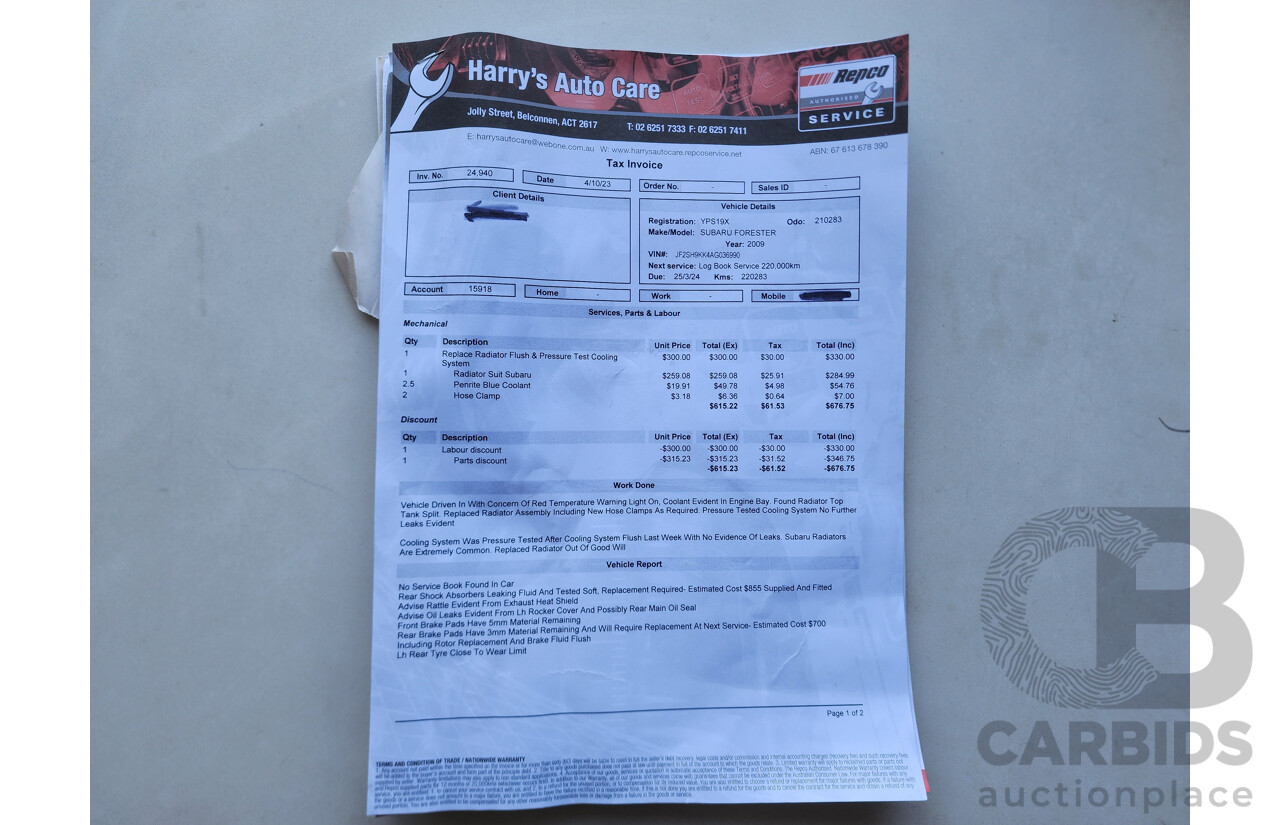 Harry's Auto Care
Repco
AUTHORISED
SERVICE
Jolly Street, Belconnen, ACT 2617 T: 02 6251 7333 F: 02 6251 7411
E: harrysautocare@webone.com.au W: www.harrysautocare.repcoservice.net ABN: 67 613 678 390
Tax Invoice
Inv. No. 24,940 Date 4/10/23 Order No. - Sales ID -
Client Details
Vehicle Details
Registration: YPS19X Odo: 210283
Make/Model: SUBARU FORESTER
Year: 2009
VIN#: JF2SH9KK4AG036990
Next service: Log Book Service 220,000km
Due: 25/3/24 Kms: 220283
Account 15918 Home - Work - Mobile
Services, Parts & Labour
Mechanical
Qty Description Unit Price Total (Ex) Tax Total (Inc)
1 Replace Radiator Flush & Pressure Test Cooling $300.00 $300.00 $30.00 $330.00
System
1 Radiator Suit Subaru $259.08 $259.08 $25.91 $284.99
2.5 Penrite Blue Coolant $19.91 $49.78 $4.98 $54.76
2 Hose Clamp $3.18 $6.36 $0.64 $7.00
$615.22 $61.53 $676.75
Discount
Qty Description Unit Price Total (Ex) Tax Total (Inc)
1 Labour discount -$300.00 -$300.00 -$30.00 -$330.00
1 Parts discount -$315.23 -$315.23 -$31.52 -$346.75
-$615.23 -$61.52 -$676.75
Work Done
Vehicle Driven In With Concern Of Red Temperature Warning Light On, Coolant Evident In Engine Bay. Found Radiator Top
Tank Split. Replaced Radiator Assembly Including New Hose Clamps As Required. Pressure Tested Cooling System No Further
Leaks Evident
Cooling System Was Pressure Tested After Cooling System Flush Last Week With No Evidence Of Leaks. Subaru Radiators
Are Extremely Common. Replaced Radiator Out Of Good Will
Vehicle Report
No Service Book Found In Car
Rear Shock Absorbers Leaking Fluid And Tested Soft, Replacement Required- Estimated Cost $855 Supplied And Fitted
Advise Rattle Evident From Exhaust Heat Shield
Advise Oil Leaks Evident From Lh Rocker Cover And Possibly Rear Main Oil Seal
Front Brake Pads Have 5mm Material Remaining
Rear Brake Pads Have 3mm Material Remaining And Will Require Replacement At Next Service- Estimated Cost $700
Including Rotor Replacement And Brake Fluid Flush
Lh Rear Tyre Close To Wear Limit
Page 1 of 2
TERMS AND CONDITION OF TRADE / NATIONWIDE WARRANTY
CB
CARBIDS
auctionplace